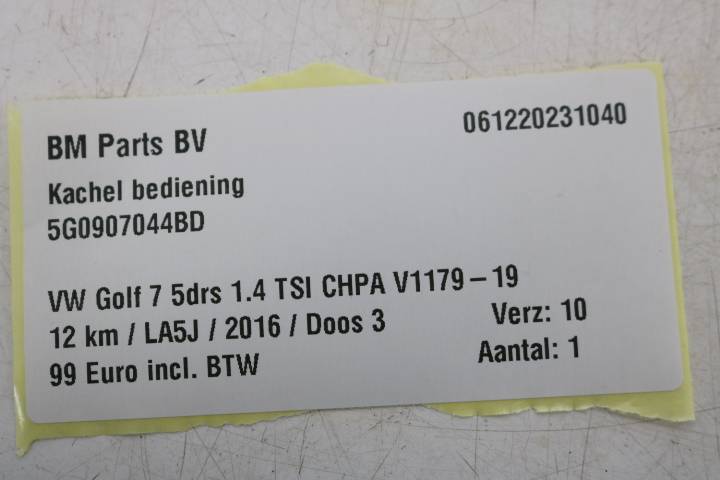 BM Parts BV
061220231040
Kachel bediening
5G0907044BD
VW Golf 7 5drs 1.4 TSI CHPA V1179-19
12 km / LA5J / 2016 / Doos 3
Verz: 10
99 Euro incl. BTW
Aantal: 1